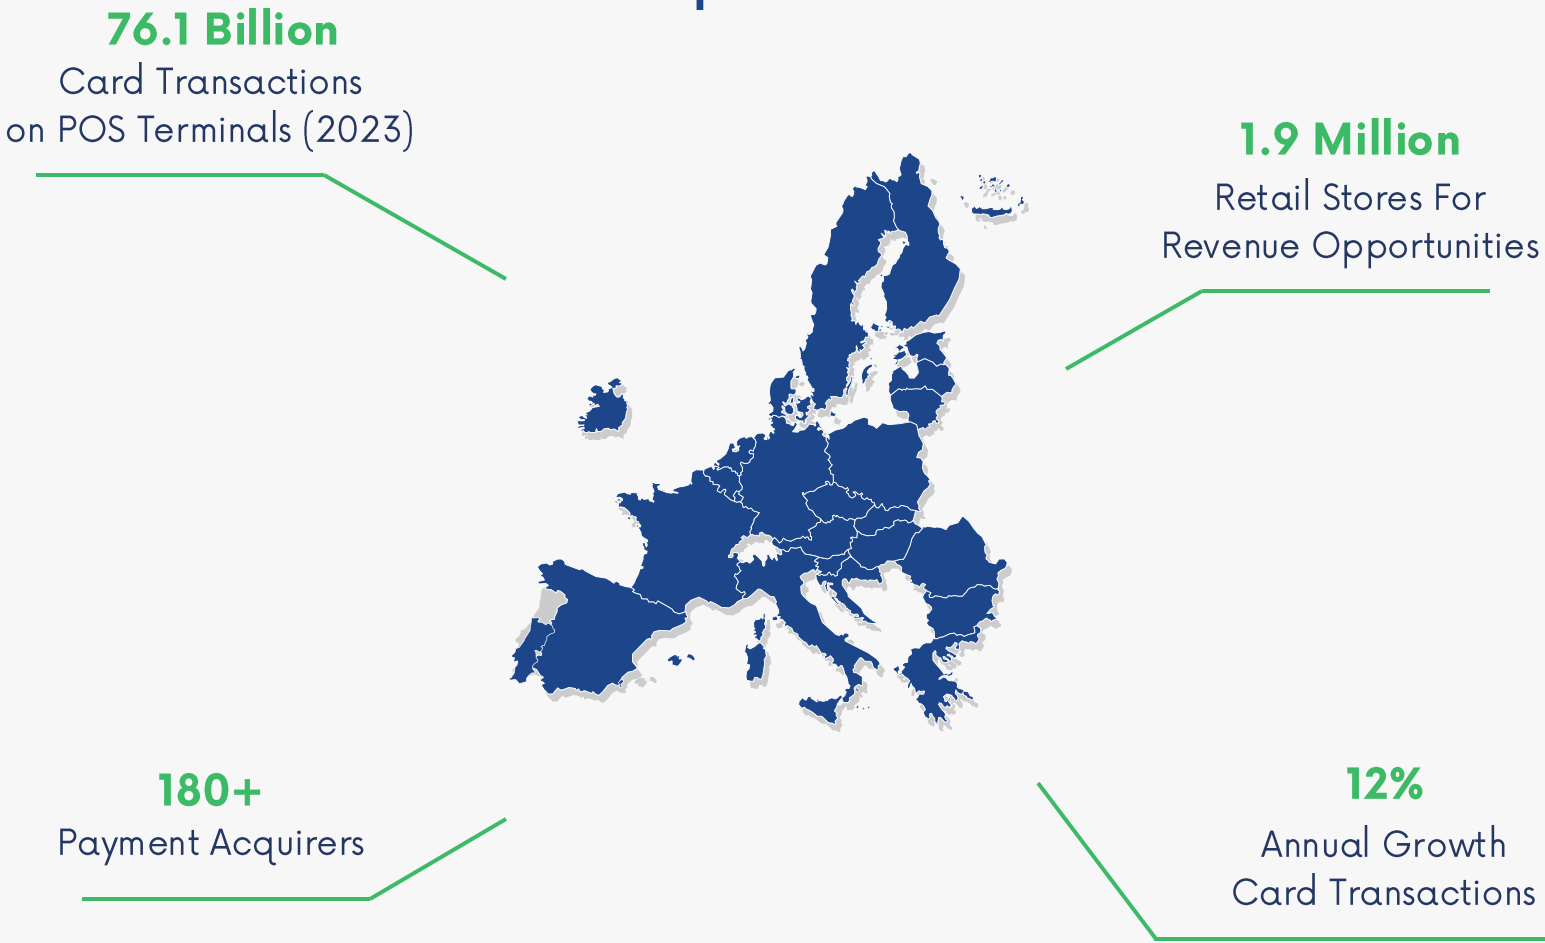 76.1 Billion
Card Transactions
on POS Terminals (2023)
1.9 Million
Retail Stores For
Revenue Opportunities
180+
Payment Acquirers
12%
Annual Growth
Card Transactions